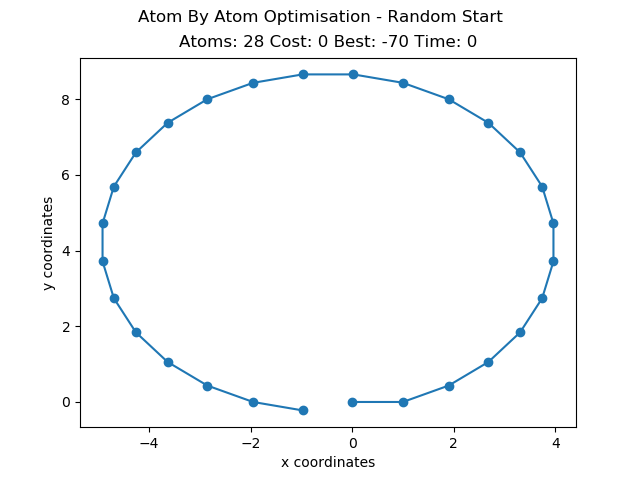 Atom By Atom Optimisation - Random Start
Atoms: 28 Cost: 0 Best: -70 Time: 0
8
6
4
2
0
y coordinates
−4
−2
0
2
4
x coordinates